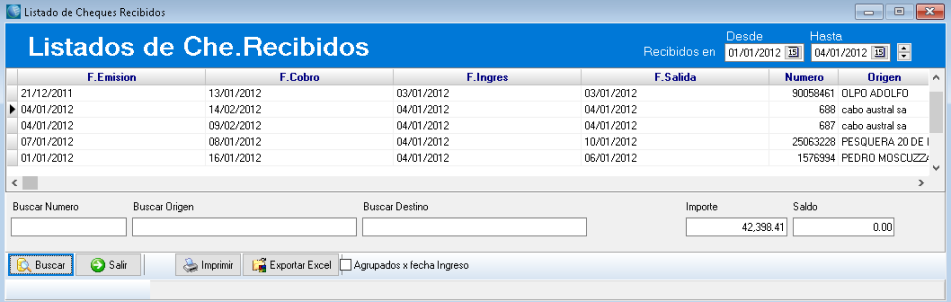 Listado de Cheques Recibidos
Listados de Che.Recibidos
Desde Hasta
Recibidos en 01/01/2012 15 04/01/2012 15
F.Emision F.Cobro F.Ingres F.Salida Numero Origen
21/12/2011 13/01/2012 03/01/2012 03/01/2012 90058461 OLPO ADOLFO
04/01/2012 14/02/2012 04/01/2012 04/01/2012 688 cabo austral sa
04/01/2012 09/02/2012 04/01/2012 04/01/2012 687 cabo austral sa
07/01/2012 08/01/2012 04/01/2012 10/01/2012 25063228 PESQUERA 20 DE
01/01/2012 16/01/2012 04/01/2012 06/01/2012 1576994 PEDRO MOSCUZZA
Buscar Numero Buscar Origen Buscar Destino Importe Saldo
42,398.41 0.00
Buscar Salir Imprimir Exportar Excel Agrupados x fecha Ingreso